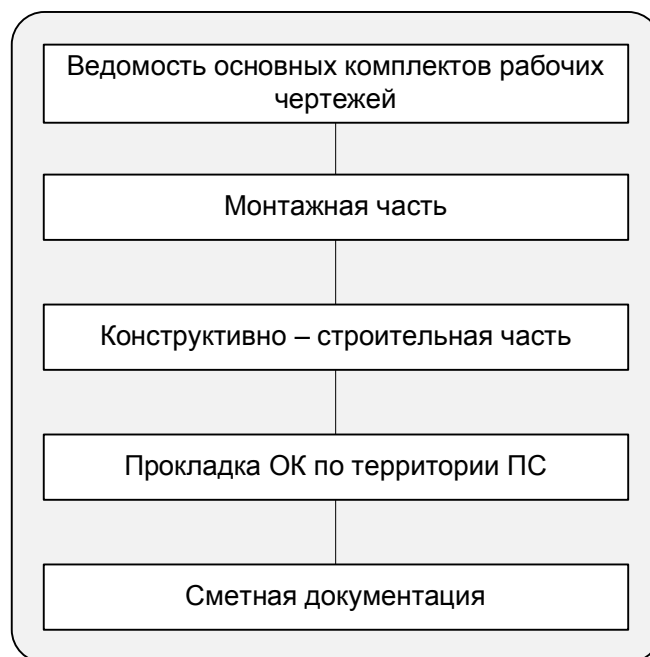 Ведомость основных комплектов рабочих
чертежей
Монтажная часть
Конструктивно – строительная часть
Прокладка ОК по территории ПС
Сметная документация